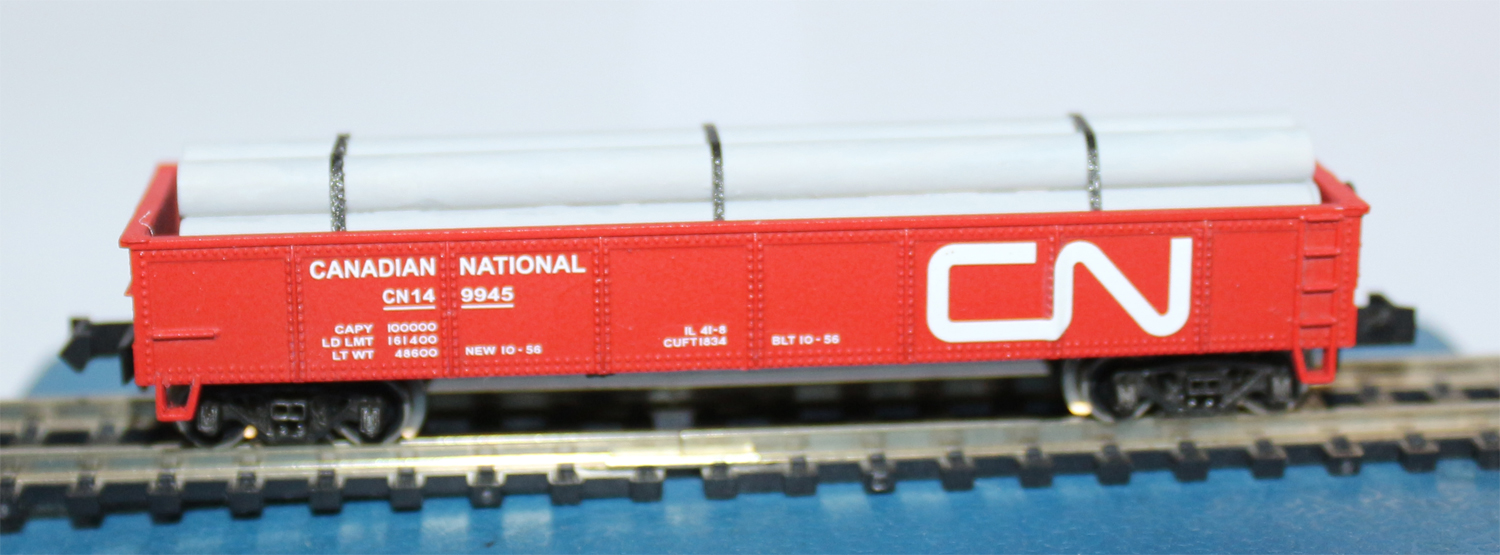 CANADIAN NATIONAL
CN14 9945
CAPY 100000
LD LMT 161400
LT WT 48600
NEW 10-56
IL 41-8
CUFT 1834
BLT 10-56
CN